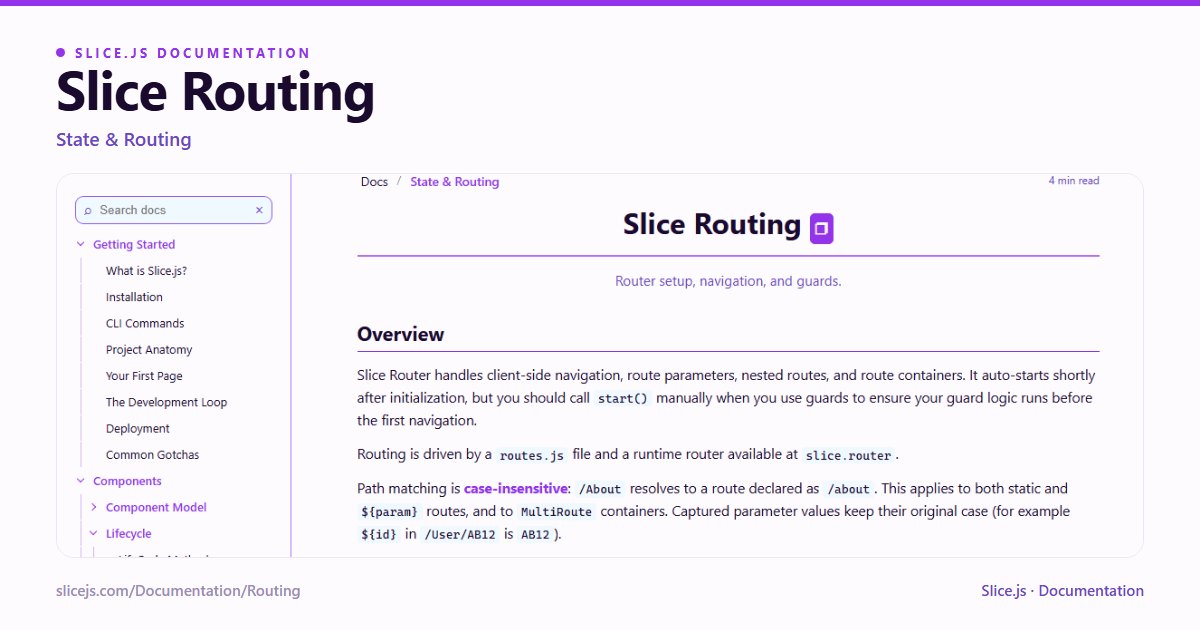 SLICE.JS DOCUMENTATION
Slice Routing
State & Routing
Search docs
Getting Started
What is Slice.js?
Installation
CLI Commands
Project Anatomy
Your First Page
The Development Loop
Deployment
Common Gotchas
Components
Component Model
Lifecycle
Docs / State & Routing
4 min read
Slice Routing
Router setup, navigation, and guards.
Overview
Slice Router handles client-side navigation, route parameters, nested routes, and route containers. It auto-starts shortly
after initialization, but you should call start() manually when you use guards to ensure your guard logic runs before
the first navigation.
Routing is driven by a routes.js file and a runtime router available at slice.router.
Path matching is case-insensitive: /About resolves to a route declared as /about. This applies to both static and
${param} routes, and to MultiRoute containers. Captured parameter values keep their original case (for example
${id} in /User/AB12 is AB12).
slicejs.com/Documentation/Routing
Slice.js · Documentation